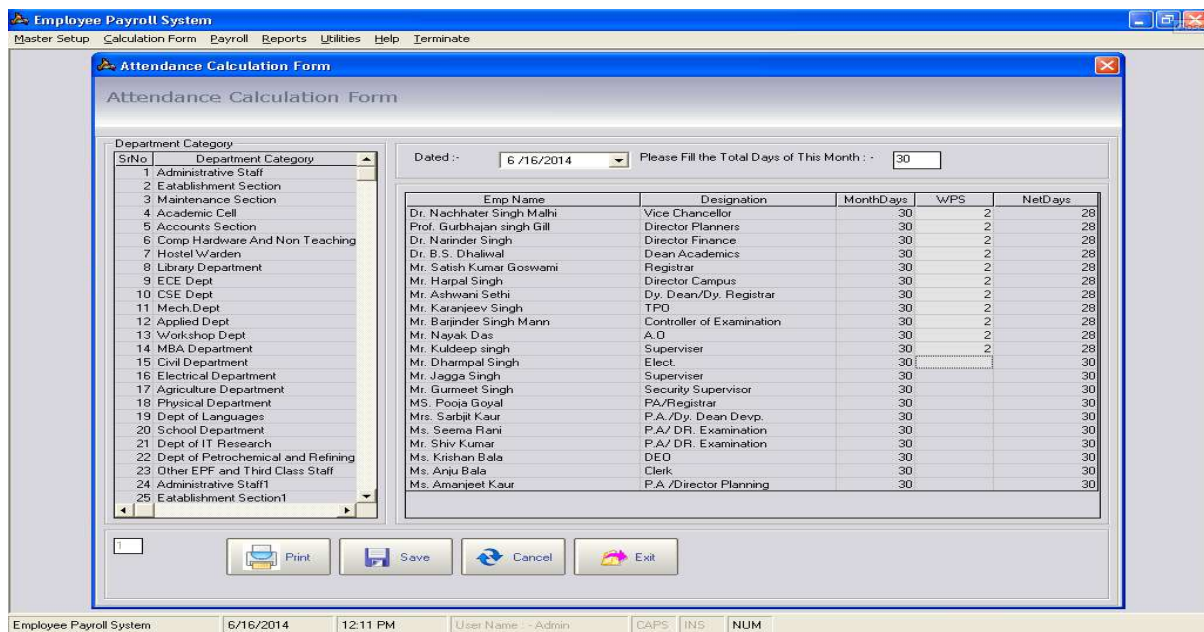 Employee Payroll System
Master Setup Calculation Form Payroll Reports Utilities Help Terminate
Attendance Calculation Form
Attendance Calculation Form
Department Category
SrNo Department Category
1 Administrative Staff
2 Eatablishment Section
3 Maintenance Section
4 Academic Cell
5 Accounts Section
6 Comp Hardware And Non Teaching
7 Hostel Warden
8 Library Department
9 ECE Dept
10 CSE Dept
11 Mech.Dept
12 Applied Dept
13 Workshop Dept
14 MBA Department
15 Civil Department
16 Electrical Department
17 Agriculture Department
18 Physical Department
19 Dept of Languages
20 School Department
21 Dept of IT Research
22 Dept of Petrochemical and Refining
23 Other EPF and Third Class Staff
24 Administrative Staff1
25 Eatablishment Section1
Dated :- 6 /16/2014 Please Fill the Total Days of This Month : - 30
Emp Name Designation MonthDays WPS NetDays
Dr. Nachhater Singh Malhi Vice Chancellor 30 2 28
Prof. Gurbhajan singh Gill Director Planners 30 2 28
Dr. Narinder Singh Director Finance 30 2 28
Dr. B.S. Dhaliwal Dean Academics 30 2 28
Mr. Satish Kumar Goswami Registrar 30 2 28
Mr. Harpal Singh Director Campus 30 2 28
Mr. Ashwani Sethi Dy. Dean/Dy. Registrar 30 2 28
Mr. Karanjeev Singh TPO 30 2 28
Mr. Barjinder Singh Mann Controller of Examination 30 2 28
Mr. Nayak Das A.O 30 2 28
Mr. Kuldeep singh Superviser 30 2 28
Mr. Dharmpal Singh Elect. 30 30
Mr. Jagga Singh Superviser 30 30
Mr. Gurmeet Singh Security Supervisor 30 30
MS. Pooja Goyal PA/Registrar 30 30
Mrs. Sarbjit Kaur P.A./Dy. Dean Devp. 30 30
Ms. Seema Rani P.A/ DR. Examination 30 30
Mr. Shiv Kumar P.A/ DR. Examination 30 30
Ms. Krishan Bala DEO 30 30
Ms. Anju Bala Clerk 30 30
Ms. Amanjeet Kaur P.A /Director Planning 30 30
1 Print Save Cancel Exit
Employee Payroll System 6/16/2014 12:11 PM User Name : - Admin CAPS INS NUM